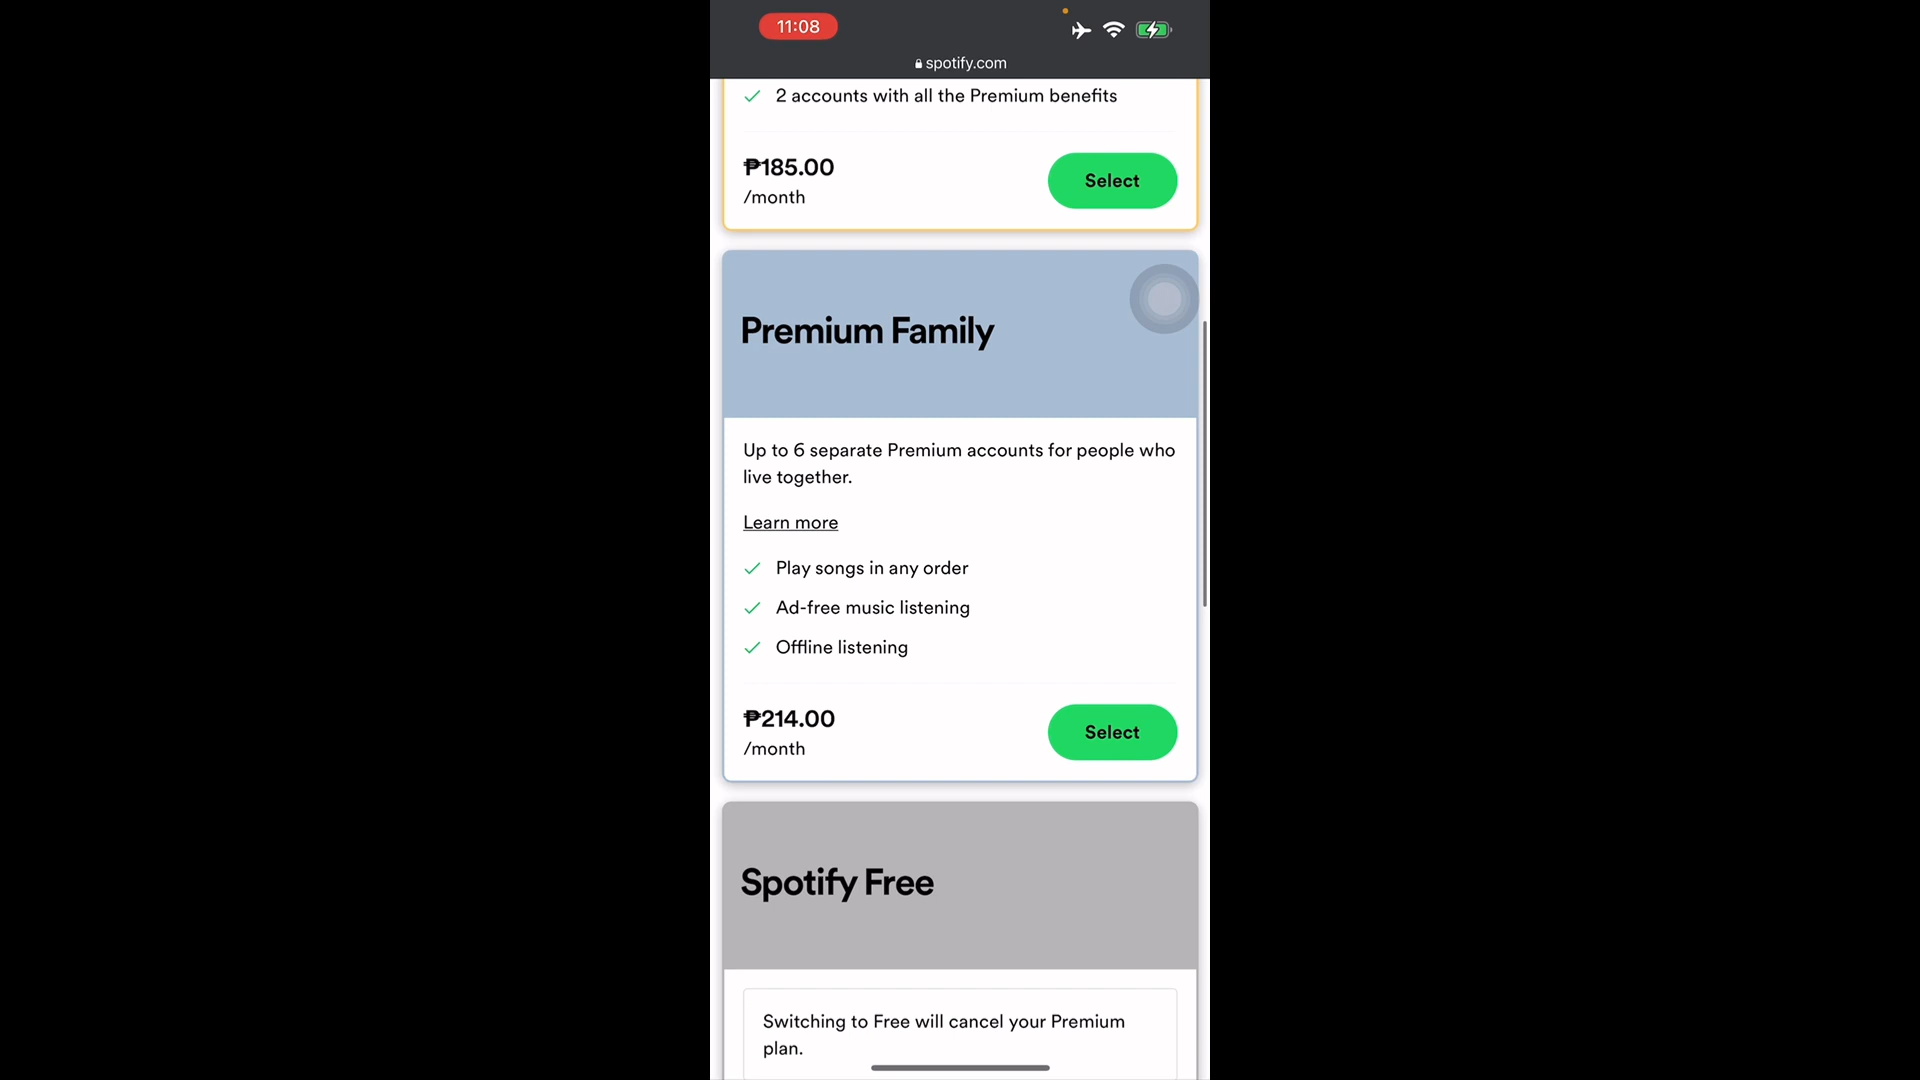 11:08
spotify.com
2 accounts with all the Premium benefits
₱185.00
/month
Select
Premium Family
Up to 6 separate Premium accounts for people who
live together.
Learn more
Play songs in any order
Ad-free music listening
Offline listening
₱214.00
/month
Select
Spotify Free
Switching to Free will cancel your Premium
plan.